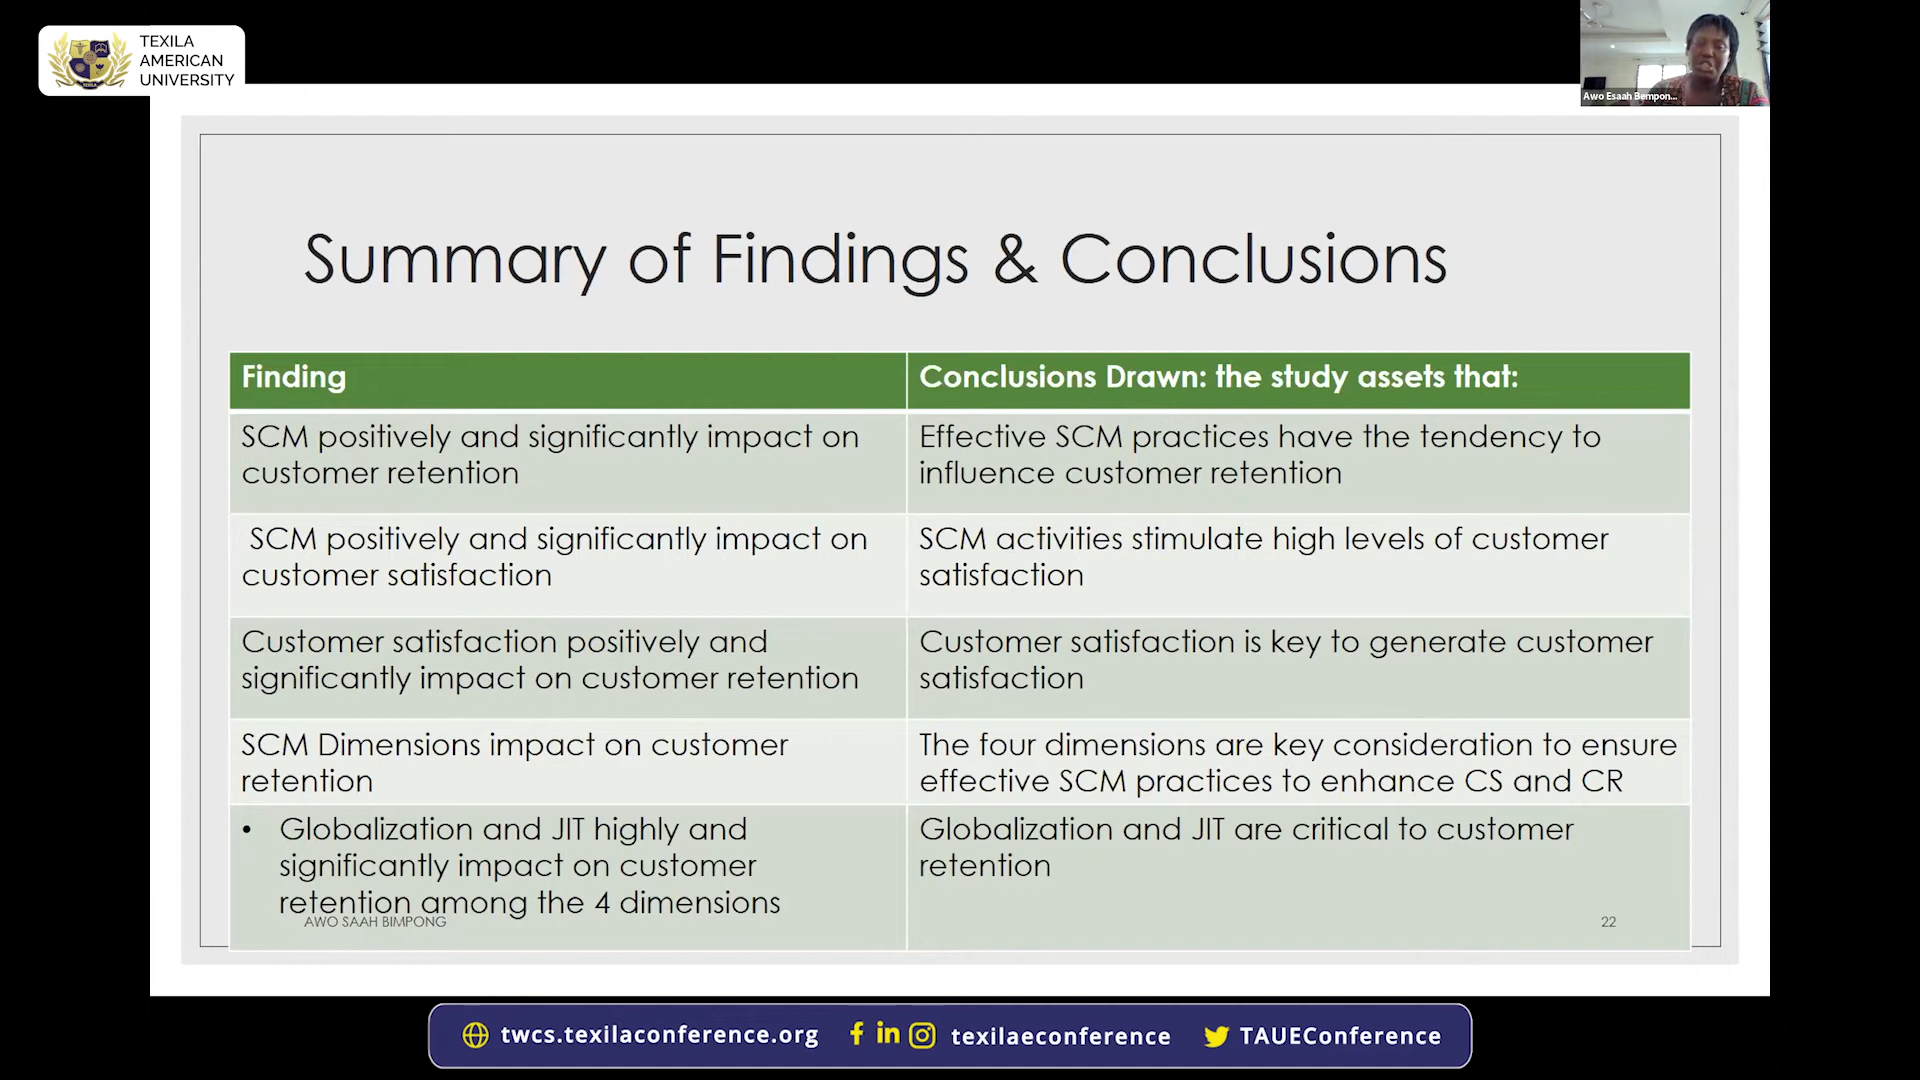 TEXILA
AMERICAN
UNIVERSITY
Awo Esaah Bempon...
Summary of Findings & Conclusions
Finding
Conclusions Drawn: the study assets that:
SCM positively and significantly impact on
customer retention
Effective SCM practices have the tendency to
influence customer retention
SCM positively and significantly impact on
customer satisfaction
SCM activities stimulate high levels of customer
satisfaction
Customer satisfaction positively and
significantly impact on customer retention
Customer satisfaction is key to generate customer
satisfaction
SCM Dimensions impact on customer
retention
The four dimensions are key consideration to ensure
effective SCM practices to enhance CS and CR
• Globalization and JIT highly and
significantly impact on customer
retention among the 4 dimensions
Globalization and JIT are critical to customer
retention
AWO SAAH BIMPONG
22
twcs.texilaconference.org
texilaeconference
TAUEConference